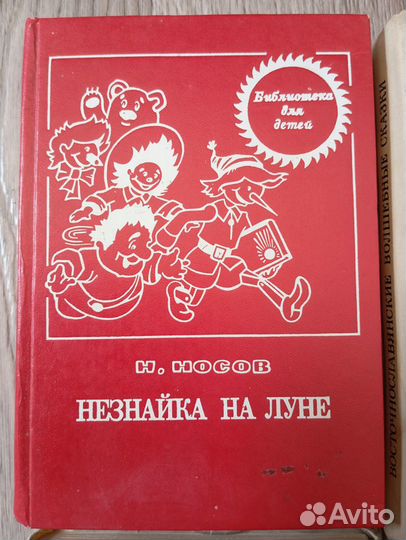 Библиотека
для
детей
Н. НОСОВ
НЕЗНАЙКА НА ЛУНЕ
ВОСТОЧНОСЛАВЯНСКИЕ ВОЛШЕБНЫЕ СКАЗКИ
Avito